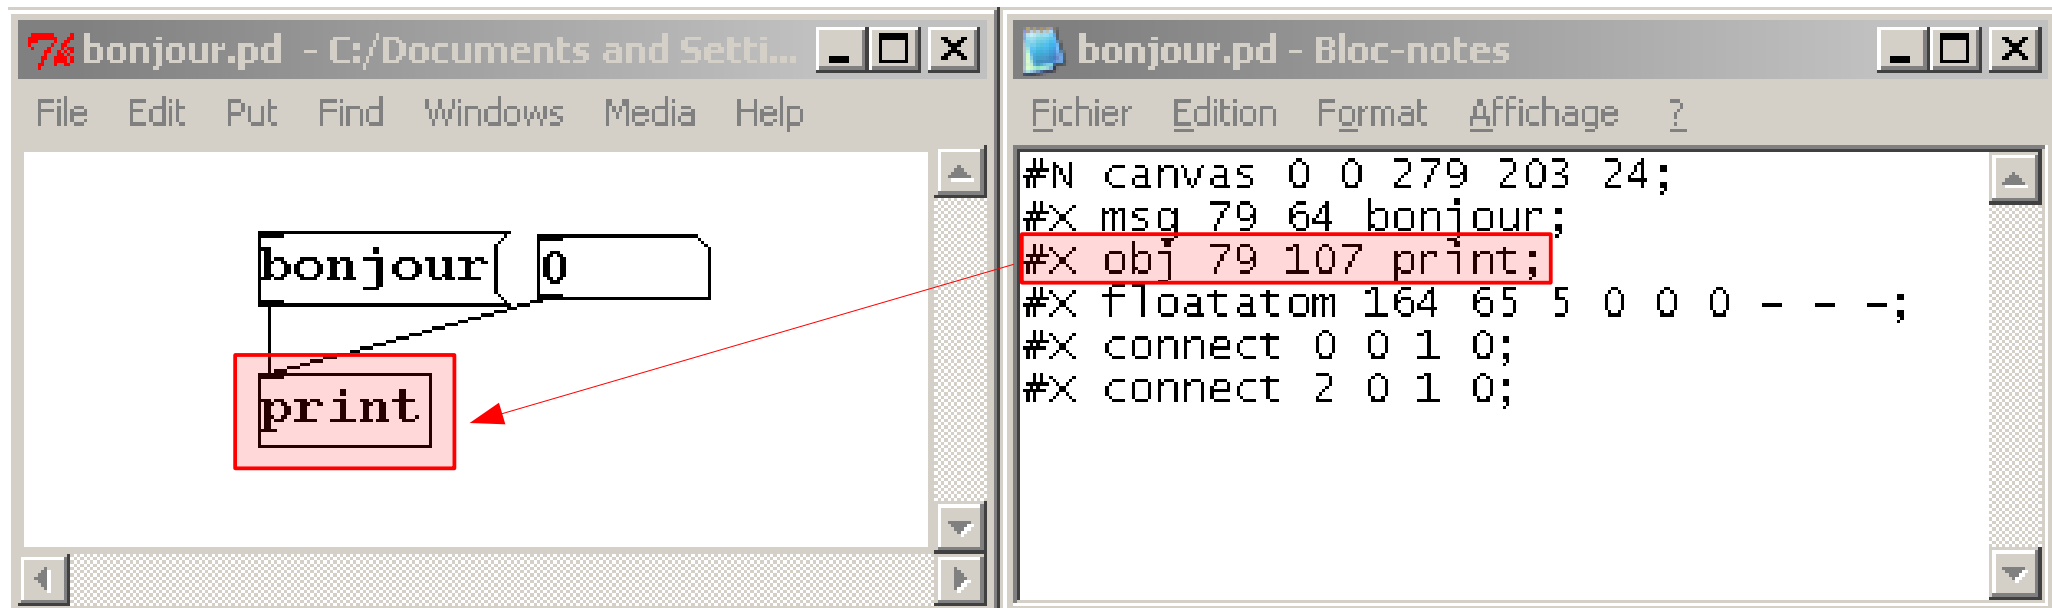 bonjour.pd - C:/Documents and Setti...
File Edit Put Find Windows Media Help
bonjour
0
print
bonjour.pd - Bloc-notes
Fichier Edition Format Affichage ?
#N canvas 0 0 279 203 24;
#X msg 79 64 bonjour;
#X obj 79 107 print;
#X floatatom 164 65 5 0 0 0 - - -;
#X connect 0 0 1 0;
#X connect 2 0 1 0;